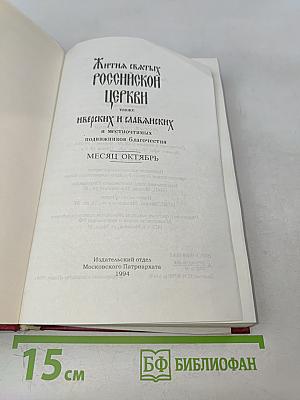 Жития святых
РОССИЙСКОЙ
ЦЕРКВИ
также
иверских и славянских
и местночтимых
подвижников благочестия
МЕСЯЦ ОКТЯБРЬ
Издательский отдел
Московского Патриархата
1994
15 см
БФ БИБЛИОФАН